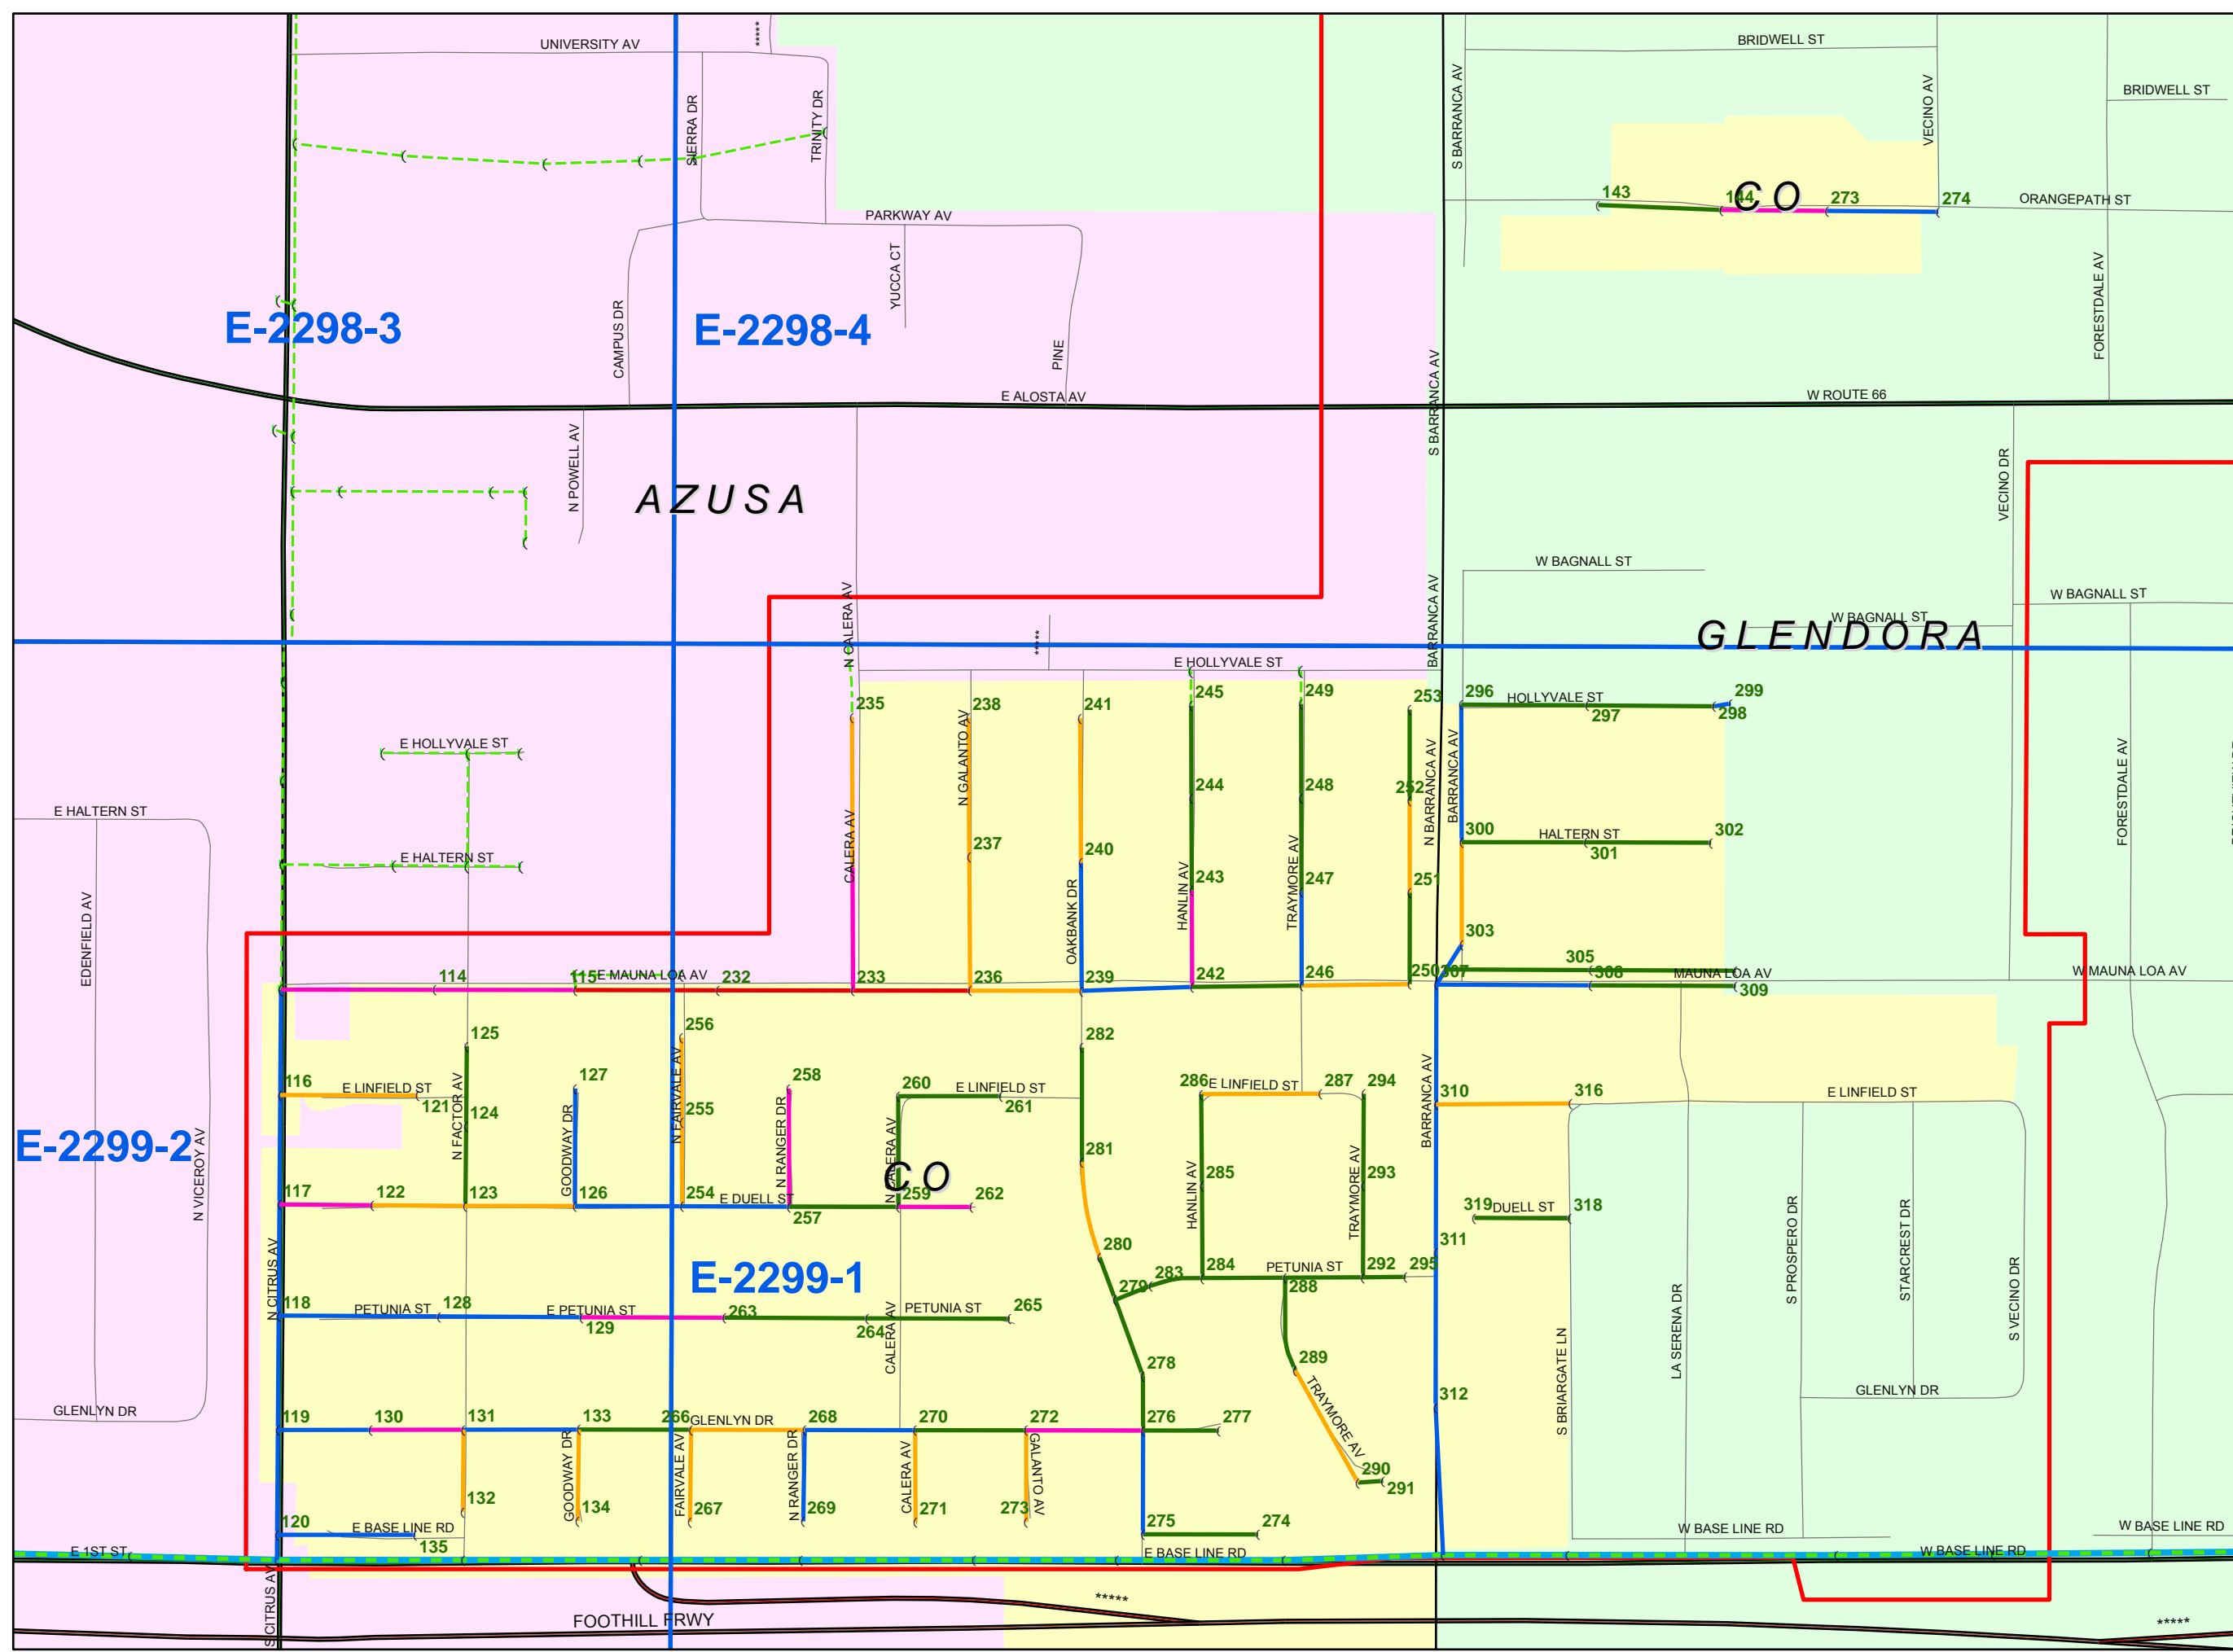 UNIVERSITY AV
*****
BRIDWELL ST
BRIDWELL ST
SIERRA DR
TRINITY DR
S BARRANCA AV
VECINO AV
143
144
CO
273
274
ORANGEPATH ST
PARKWAY AV
YUCCA CT
FORESTDALE AV
E-2298-3
E-2298-4
CAMPUS DR
PINE
S BARRANCA AV
E ALOSTA AV
W ROUTE 66
N POWELL AV
AZUSA
VECINO DR
W BAGNALL ST
W BAGNALL ST
W BAGNALL ST
N CALERA AV
BARRANCA AV
*****
GLENDORA
E HOLLYVALE ST
235
238
241
245
249
253
296
HOLLYVALE ST
297
298
299
E HOLLYVALE ST
N GALANTO AV
N BARRANCA AV
BARRANCA AV
FORESTDALE AV
244
248
252
E HALTERN ST
E HALTERN ST
CALERA AV
237
240
OAKBANK DR
HANLIN AV
243
TRAYMORE AV
247
251
300
HALTERN ST
301
302
EDENFIELD AV
303
114
115
E MAUNA LOA AV
232
233
236
239
242
246
250
307
305
308
MAUNA LOA AV
309
W MAUNA LOA AV
125
256
282
116
E LINFIELD ST
121
N FACTOR AV
124
127
GOODWAY DR
N FAIRVALE AV
255
258
N RANGER DR
260
E LINFIELD ST
261
N CALERA AV
286
E LINFIELD ST
287
294
BARRANCA AV
310
316
E LINFIELD ST
E-2299-2
N VICEROY AV
281
CO
HANLIN AV
285
TRAYMORE AV
293
117
122
123
126
254
E DUELL ST
257
259
262
319
DUELL ST
318
S PROSPERO DR
STARCREST DR
S VECINO DR
280
311
N CITRUS AV
E-2299-1
279
283
284
PETUNIA ST
288
292
295
118
PETUNIA ST
128
E PETUNIA ST
129
263
264
PETUNIA ST
265
CALERA AV
LA SERENA DR
S BRIARGATE LN
278
289
TRAYMORE AV
GLENLYN DR
GLENLYN DR
312
119
130
131
133
266
GLENLYN DR
268
270
272
276
277
GOODWAY DR
FAIRVALE AV
N RANGER DR
CALERA AV
GALANTO AV
290
291
132
134
267
269
271
273
120
E BASE LINE RD
135
275
274
W BASE LINE RD
W BASE LINE RD
E 1ST ST
E BASE LINE RD
W BASE LINE RD
S CITRUS AV
FOOTHILL FRWY
*****
*****